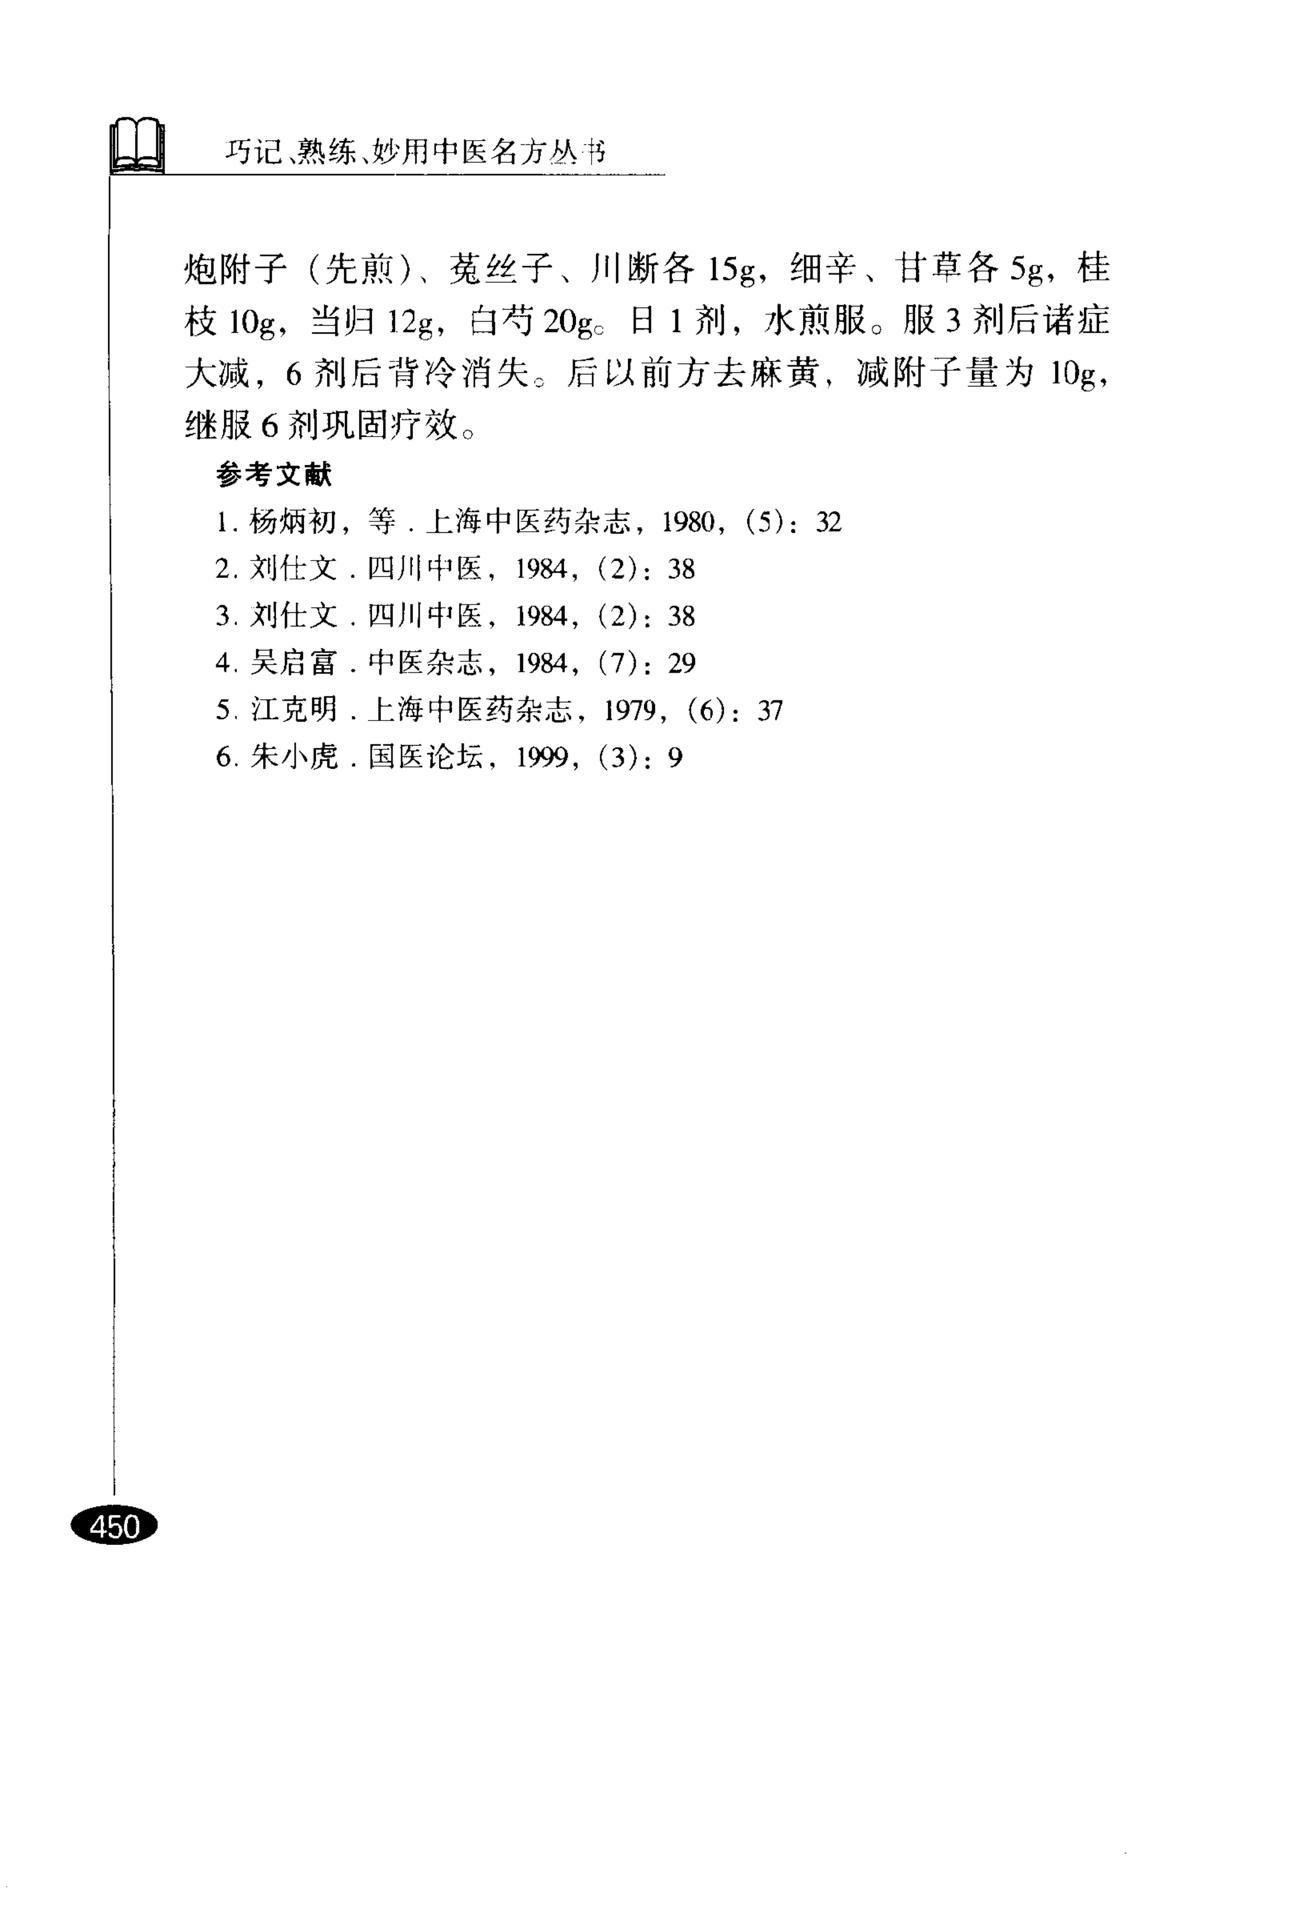 巧记、熟练、妙用中医名方丛书
炮附子（先煎）、菟丝子、川断各 15g，细辛、甘草各 5g，桂
枝 10g，当归 12g，白芍 20g。日 1 剂，水煎服。服 3 剂后诸症
大减，6 剂后背冷消失。后以前方去麻黄，减附子量为 10g，
继服 6 剂巩固疗效。
参考文献
1. 杨炳初，等．上海中医药杂志，1980，（5）：32
2. 刘仕文．四川中医，1984，（2）：38
3. 刘仕文．四川中医，1984，（2）：38
4. 吴启富．中医杂志，1984，（7）：29
5. 江克明．上海中医药杂志，1979，（6）：37
6. 朱小虎．国医论坛，1999，（3）：9
450